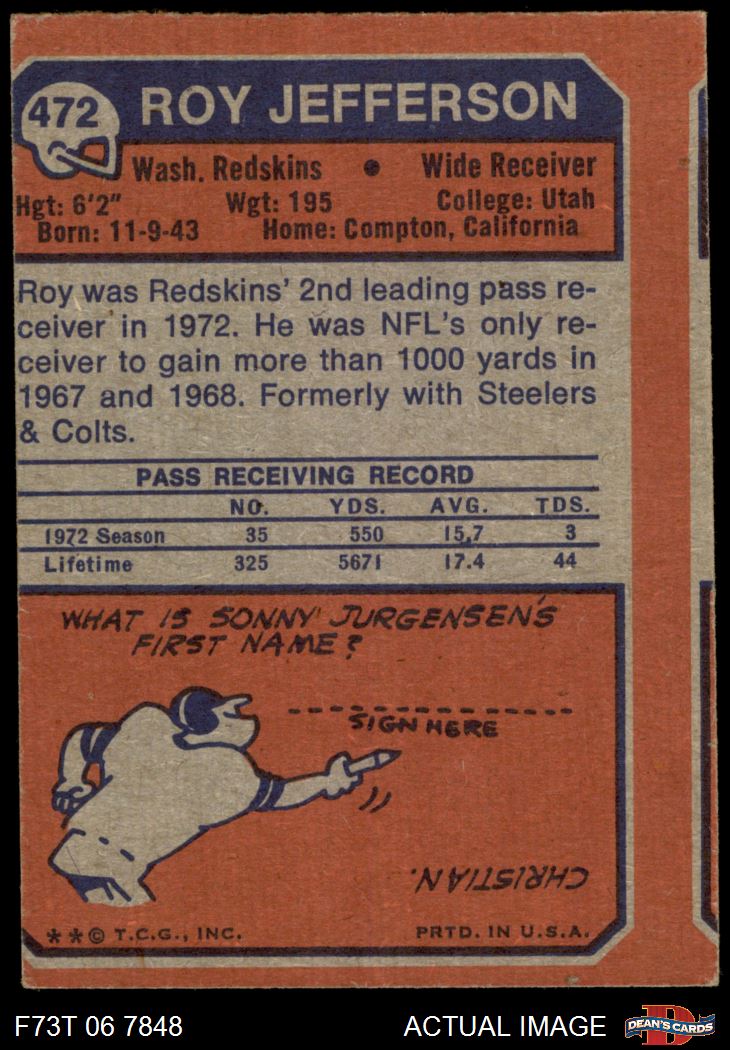 472
ROY JEFFERSON
Wash. Redskins • Wide Receiver
Hgt: 6'2" Wgt: 195 College: Utah
Born: 11-9-43 Home: Compton, California
Roy was Redskins' 2nd leading pass re-
ceiver in 1972. He was NFL's only re-
ceiver to gain more than 1000 yards in
1967 and 1968. Formerly with Steelers
& Colts.
PASS RECEIVING RECORD
NO. YDS. AVG. TDS.
1972 Season 35 550 15.7 3
Lifetime 325 5671 17.4 44
WHAT IS SONNY JURGENSEN'S
FIRST NAME?
SIGN HERE
CHRISTIAN.
**© T.C.G., INC. PRTD. IN U.S.A.
F73T 06 7848 ACTUAL IMAGE D DEAN'S CARDS